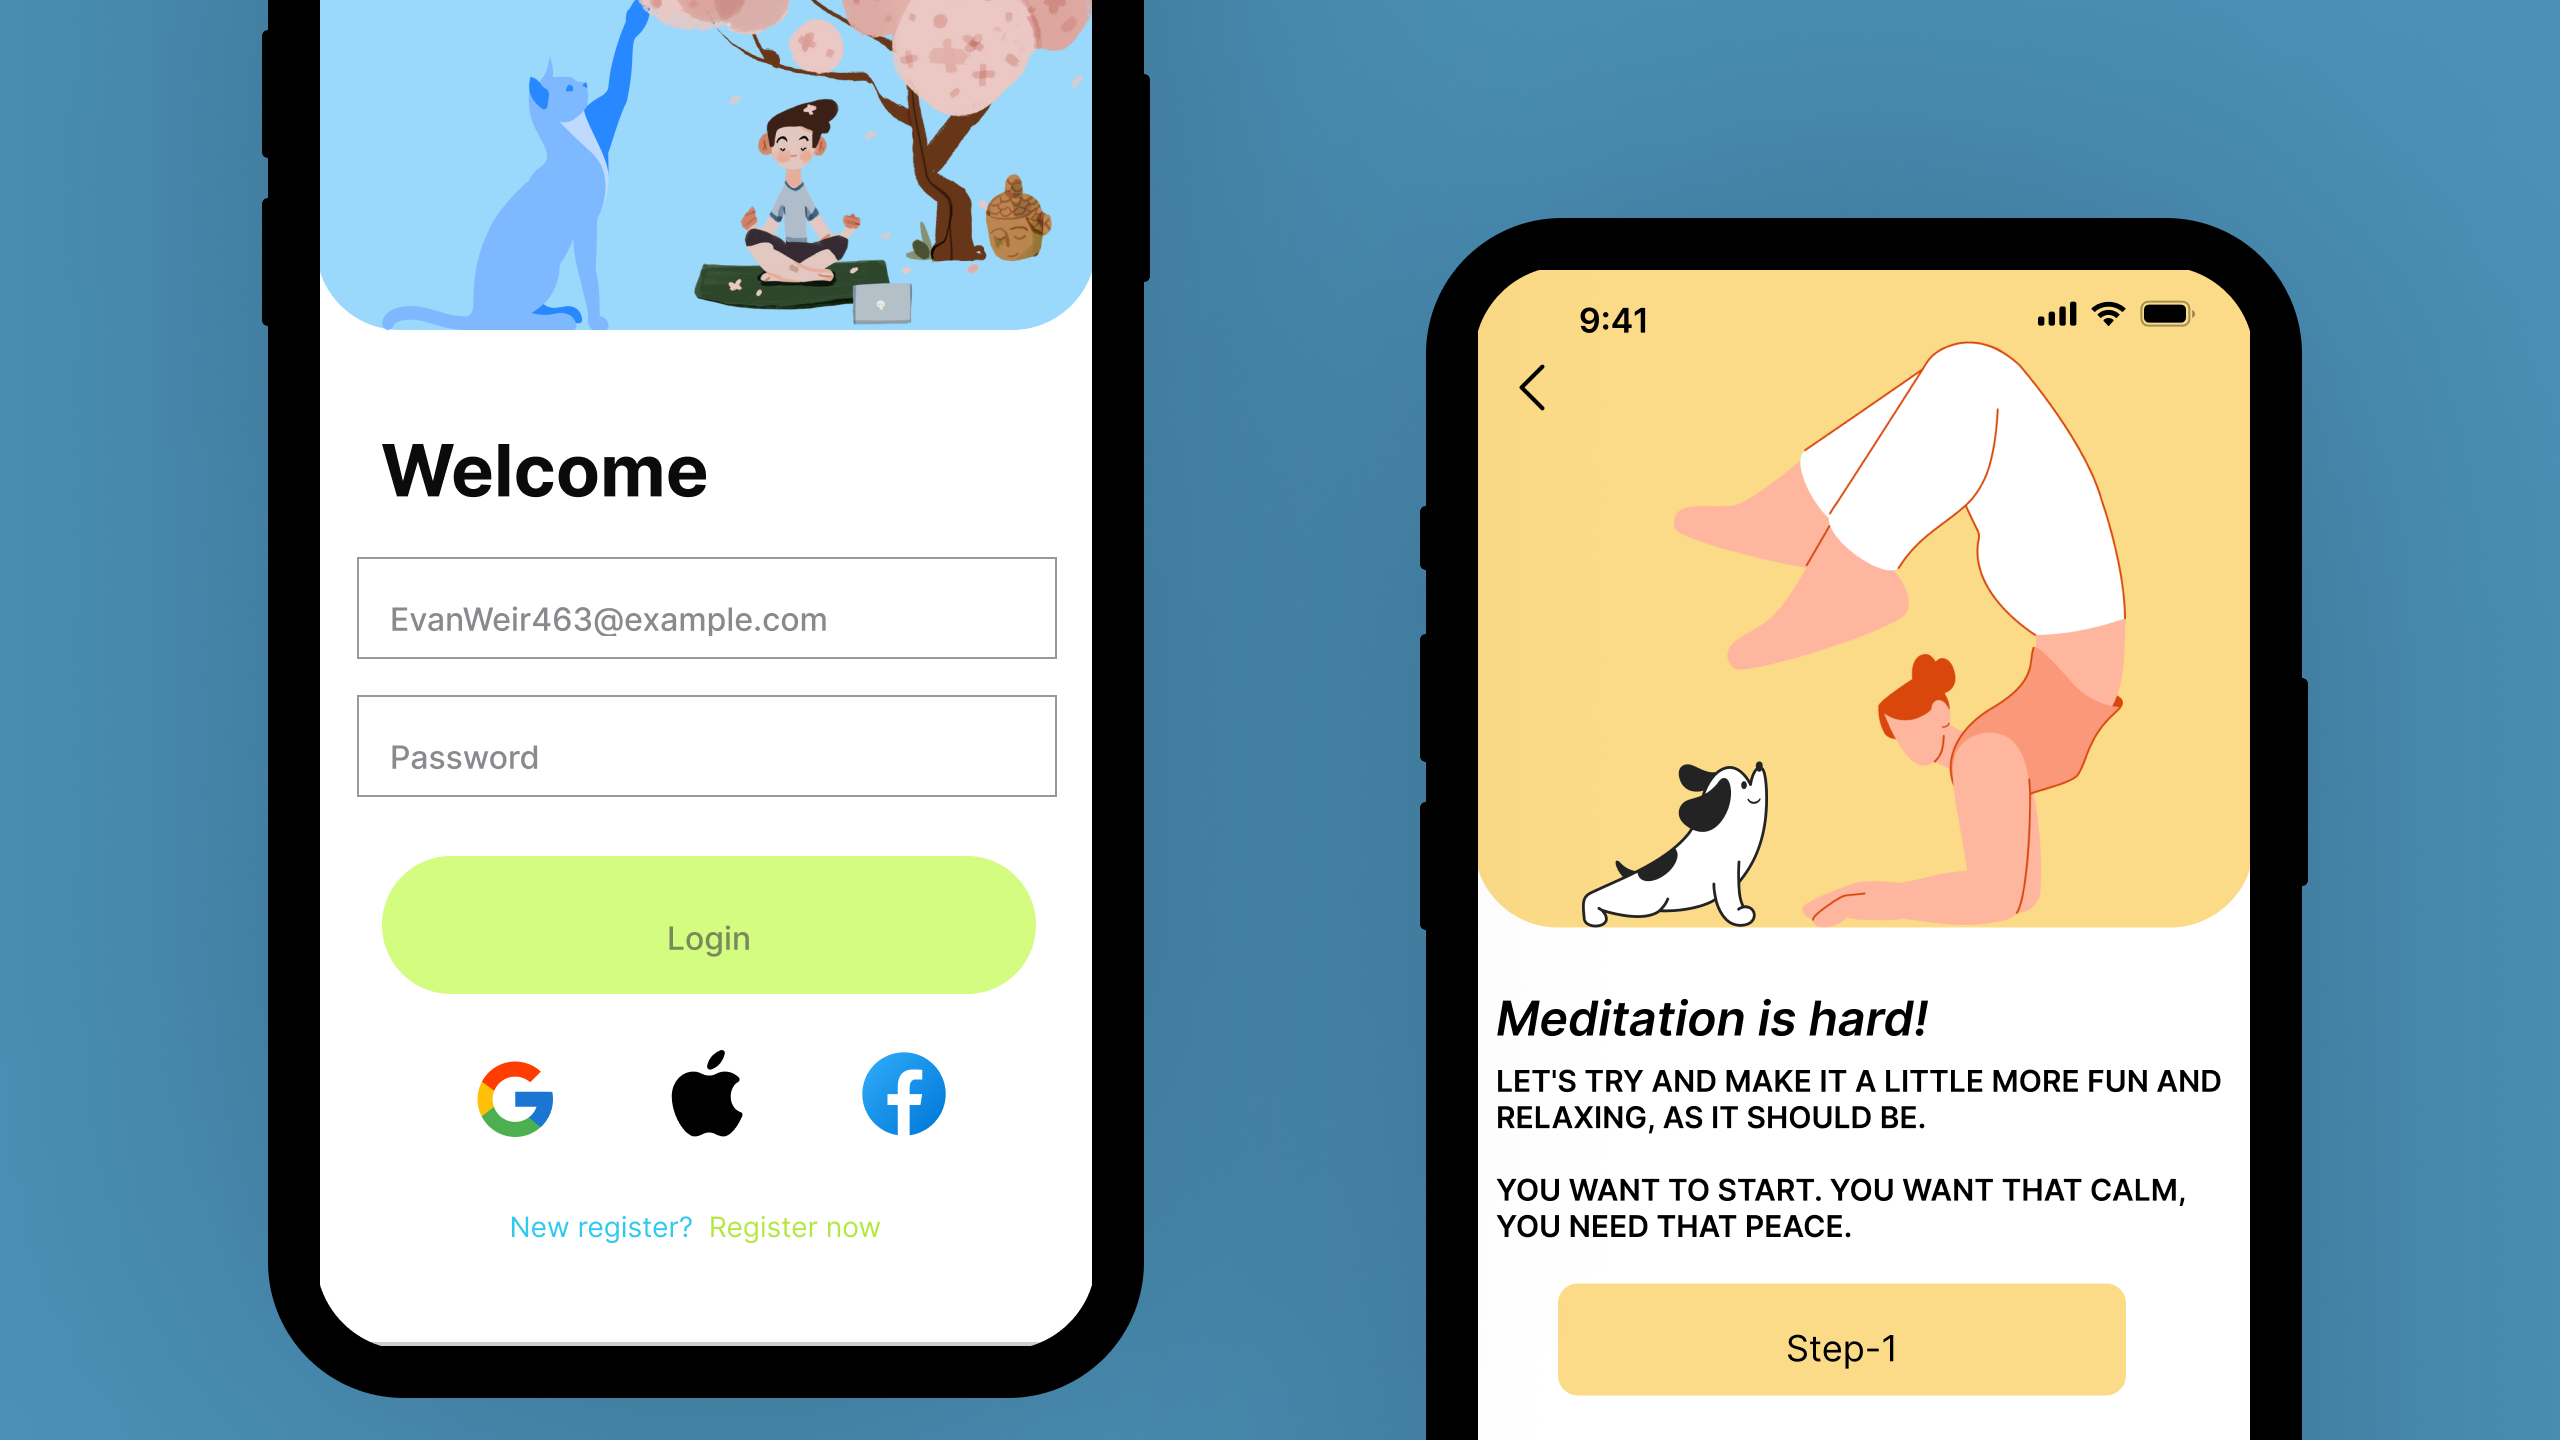 Welcome
EvanWeir463@example.com
Password
Login
New register? Register now
9:41
Meditation is hard!
LET'S TRY AND MAKE IT A LITTLE MORE FUN AND
RELAXING, AS IT SHOULD BE.
YOU WANT TO START. YOU WANT THAT CALM,
YOU NEED THAT PEACE.
Step-1